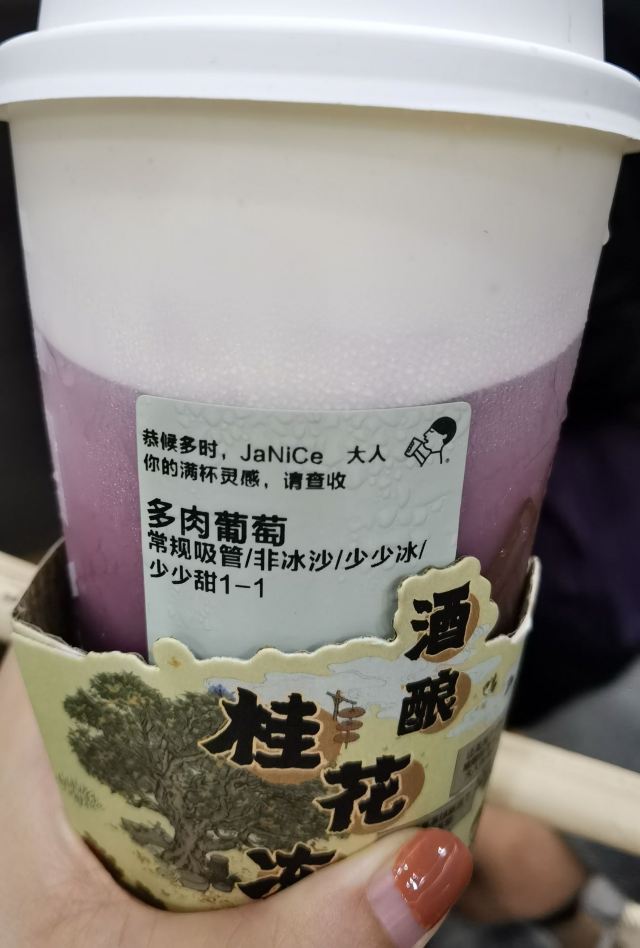 恭候多时，JaNiCe 大人
你的满杯灵感，请查收
多肉葡萄
常规吸管/非冰沙/少少冰/
少少甜1-1
酒酿
桂花